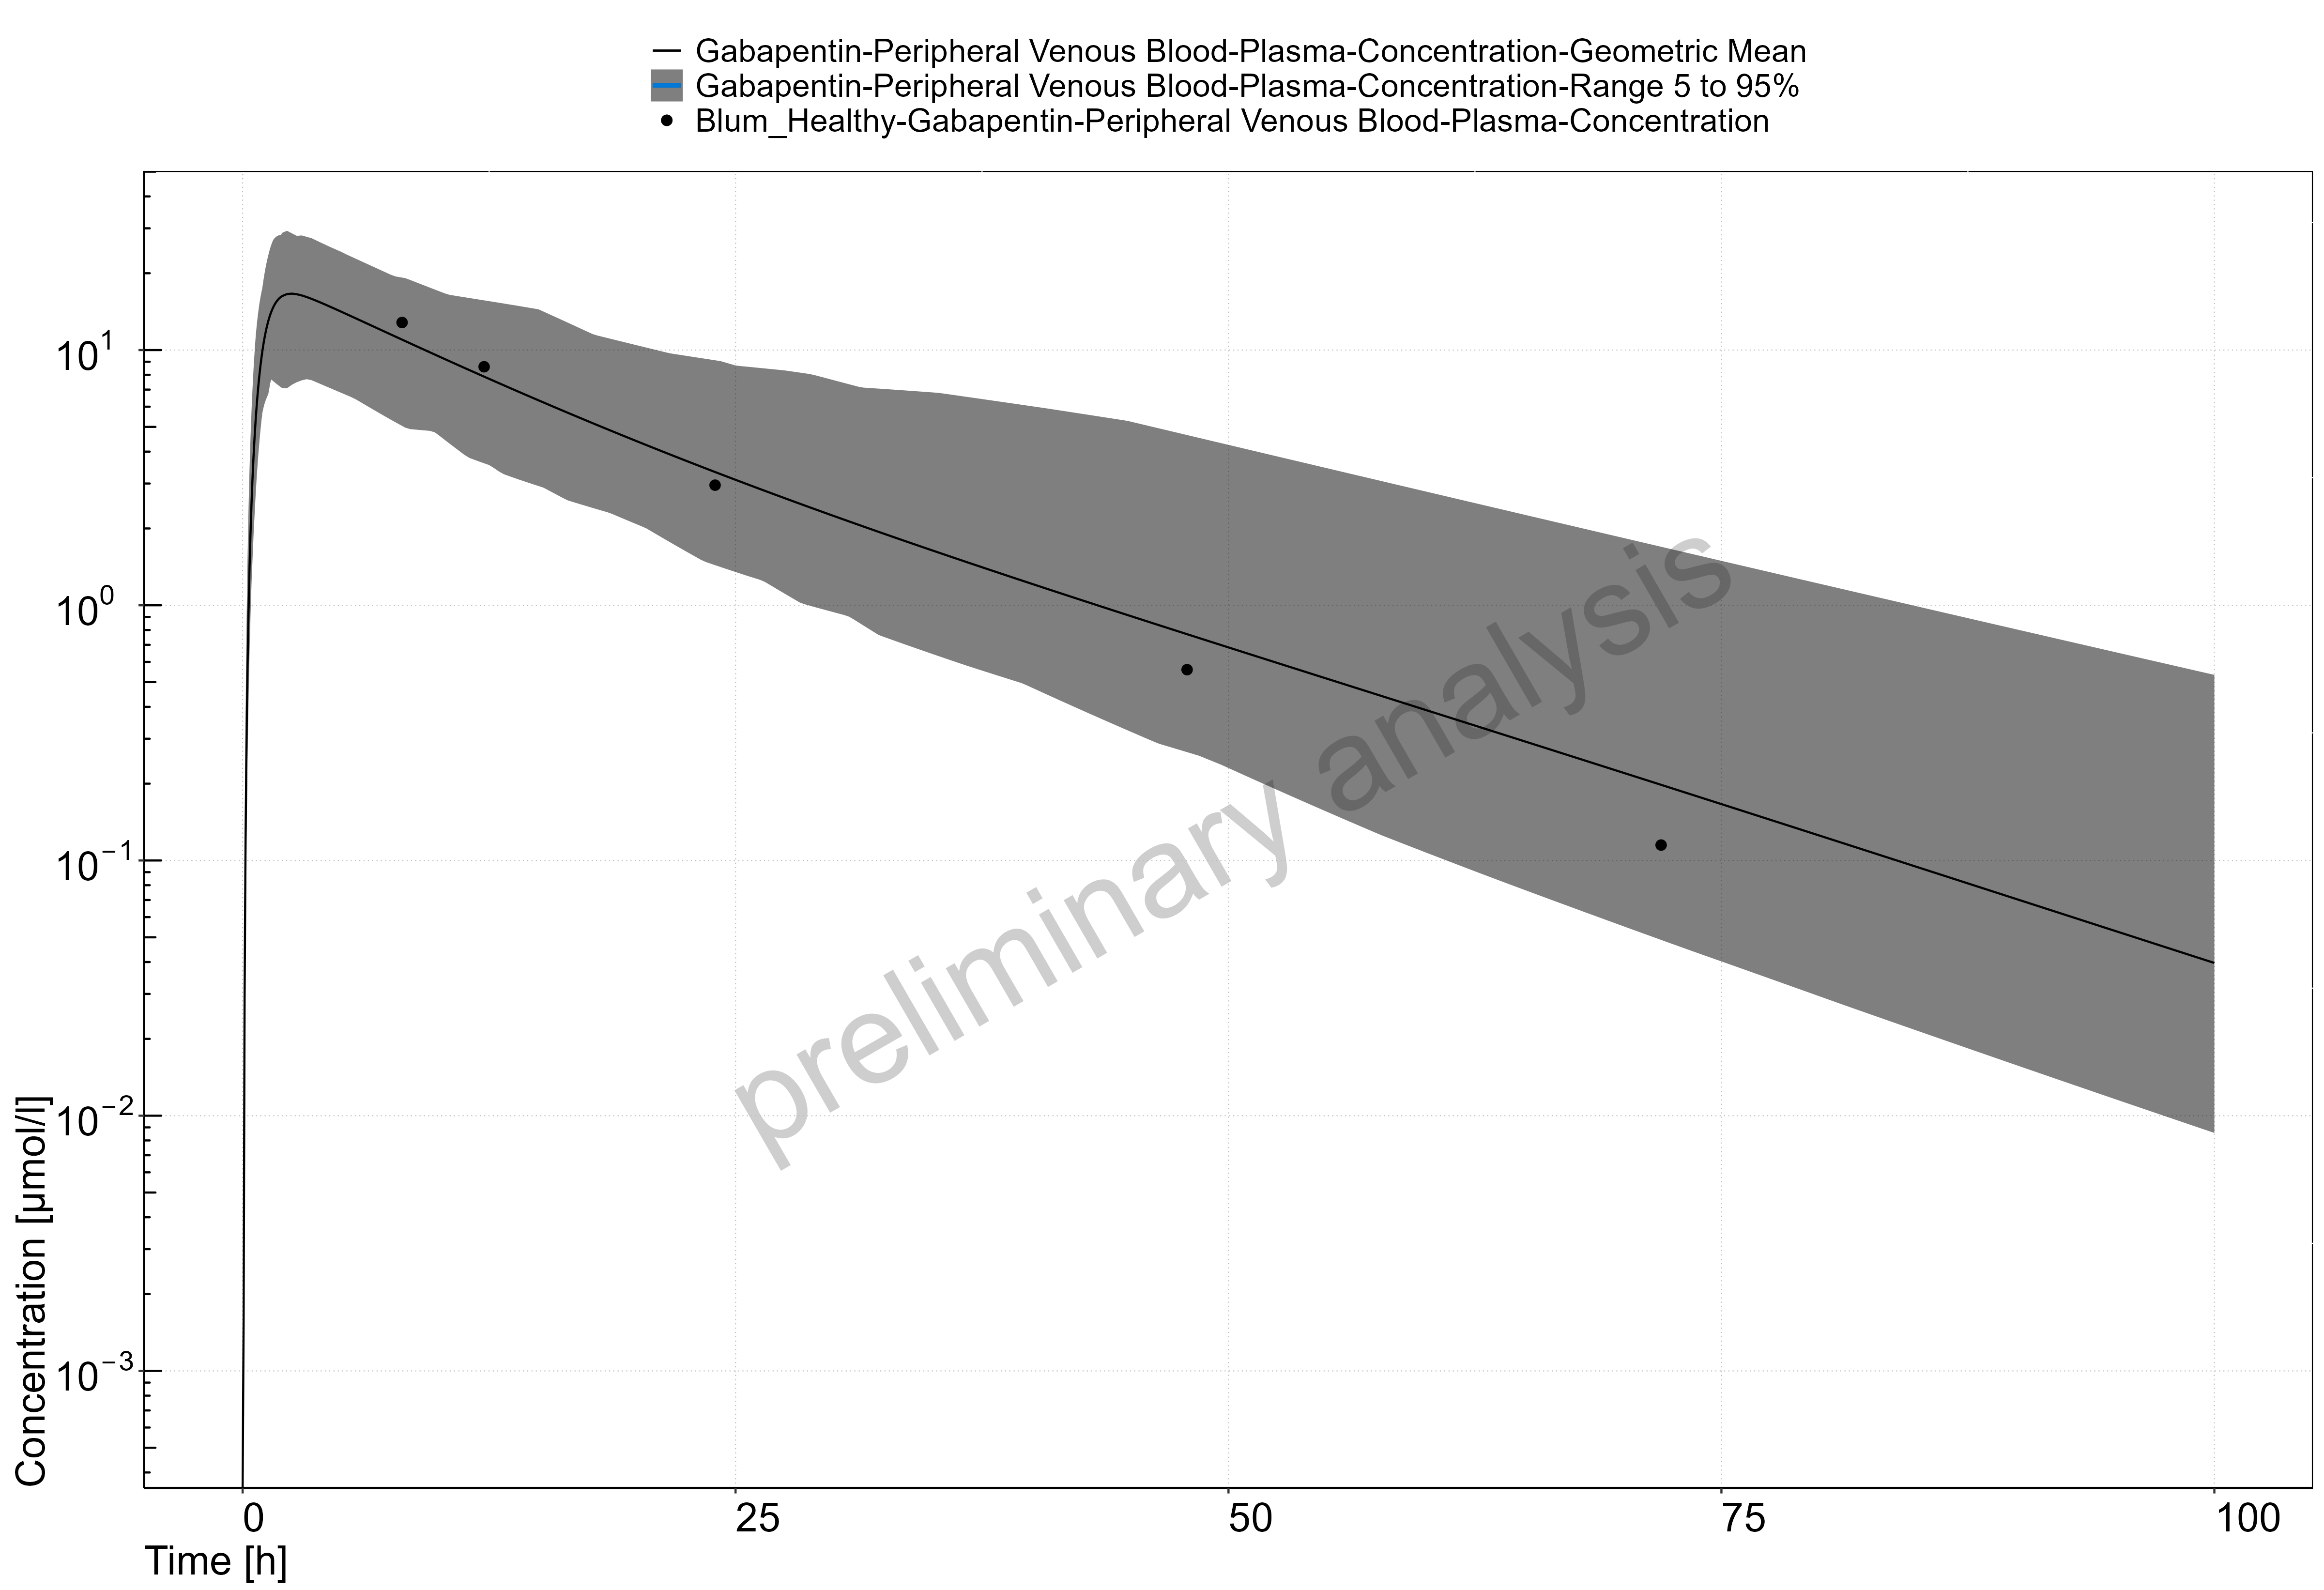 Gabapentin-Peripheral Venous Blood-Plasma-Concentration-Geometric Mean
Gabapentin-Peripheral Venous Blood-Plasma-Concentration-Range 5 to 95%
Blum_Healthy-Gabapentin-Peripheral Venous Blood-Plasma-Concentration
10¹
10⁰
10⁻¹
10⁻²
10⁻³
Concentration [µmol/l]
preliminary analysis
0 25 50 75 100
Time [h]